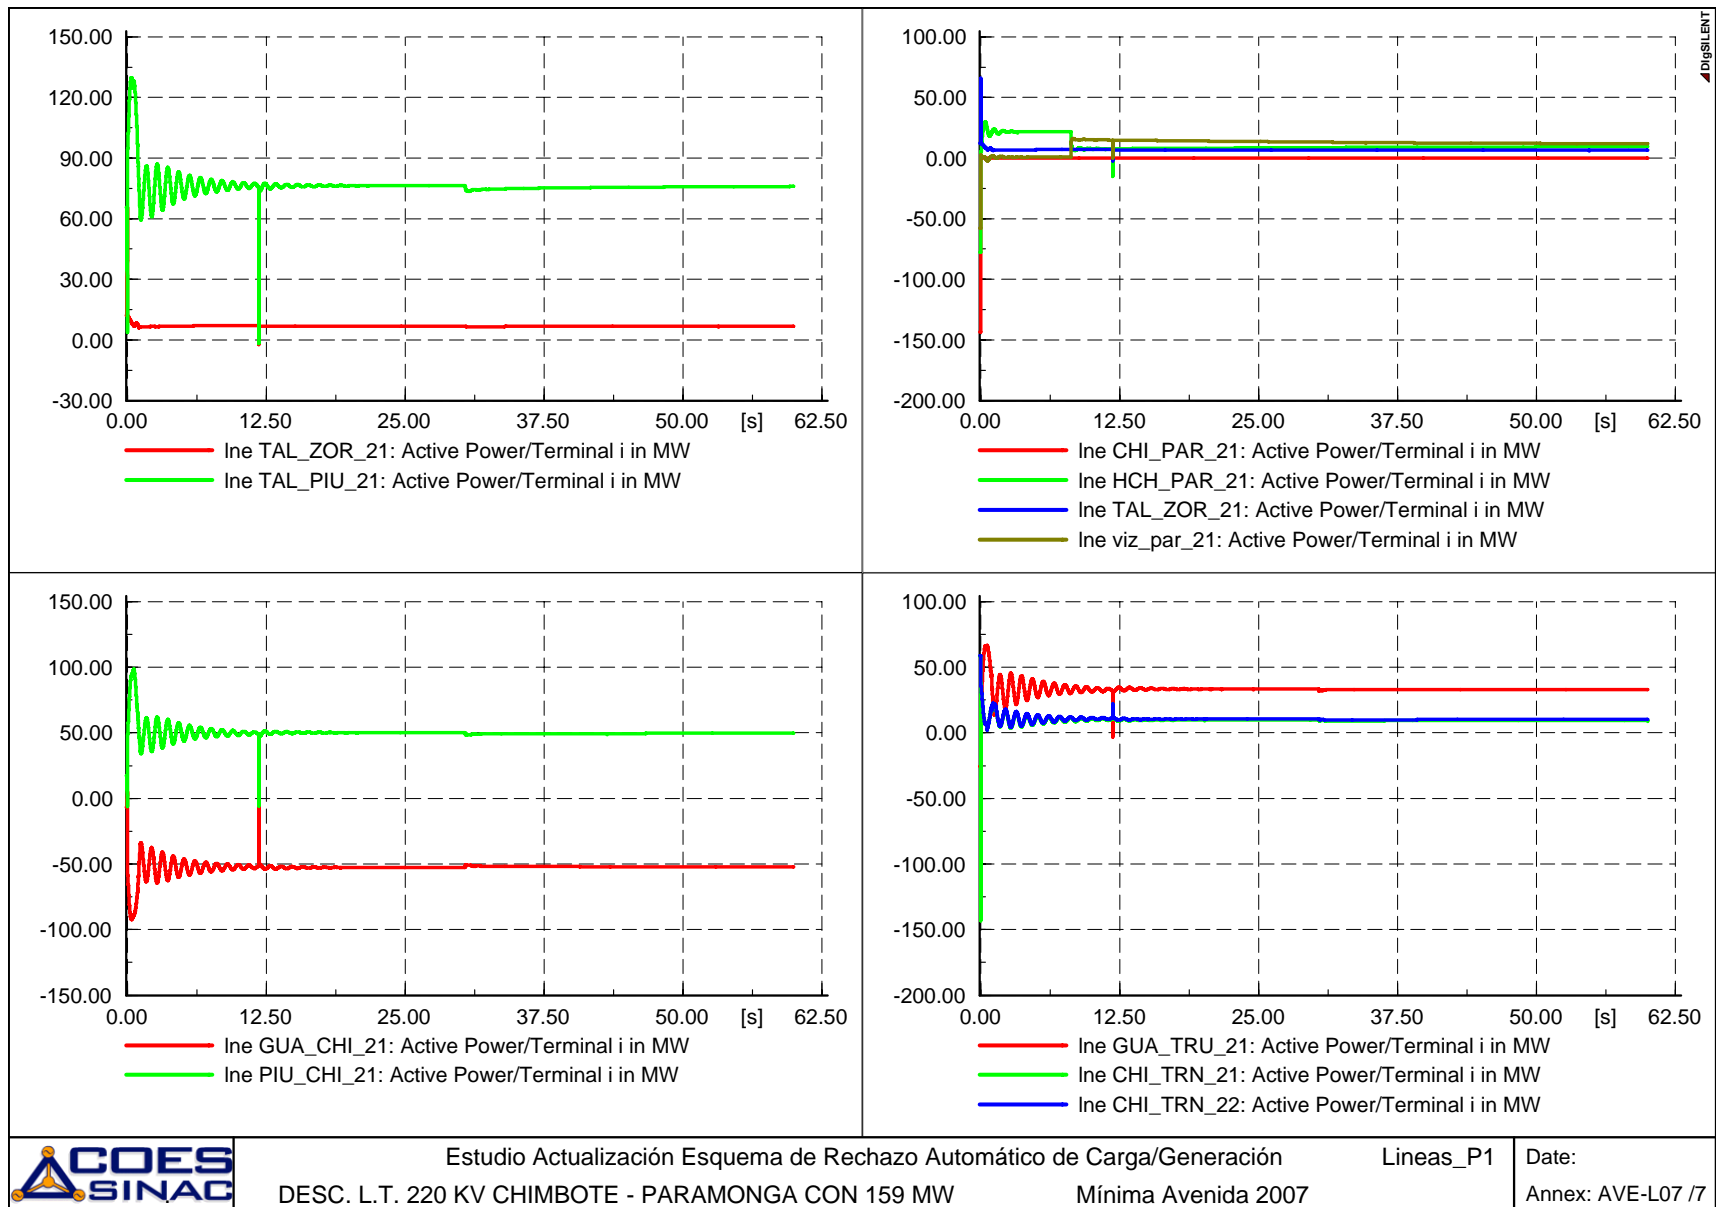 150.00
120.00
90.00
60.00
30.00
0.00
-30.00
0.00 12.50 25.00 37.50 50.00 [s] 62.50
lne TAL_ZOR_21: Active Power/Terminal i in MW
lne TAL_PIU_21: Active Power/Terminal i in MW
100.00
50.00
0.00
-50.00
-100.00
-150.00
-200.00
0.00 12.50 25.00 37.50 50.00 [s] 62.50
lne CHI_PAR_21: Active Power/Terminal i in MW
lne HCH_PAR_21: Active Power/Terminal i in MW
lne TAL_ZOR_21: Active Power/Terminal i in MW
lne viz_par_21: Active Power/Terminal i in MW
DIgSILENT
150.00
100.00
50.00
0.00
-50.00
-100.00
-150.00
0.00 12.50 25.00 37.50 50.00 [s] 62.50
lne GUA_CHI_21: Active Power/Terminal i in MW
lne PIU_CHI_21: Active Power/Terminal i in MW
100.00
50.00
0.00
-50.00
-100.00
-150.00
-200.00
0.00 12.50 25.00 37.50 50.00 [s] 62.50
lne GUA_TRU_21: Active Power/Terminal i in MW
lne CHI_TRN_21: Active Power/Terminal i in MW
lne CHI_TRN_22: Active Power/Terminal i in MW
COES
SINAC
Estudio Actualización Esquema de Rechazo Automático de Carga/Generación Lineas_P1
DESC. L.T. 220 KV CHIMBOTE - PARAMONGA CON 159 MW Mínima Avenida 2007
Date:
Annex: AVE-L07 /7